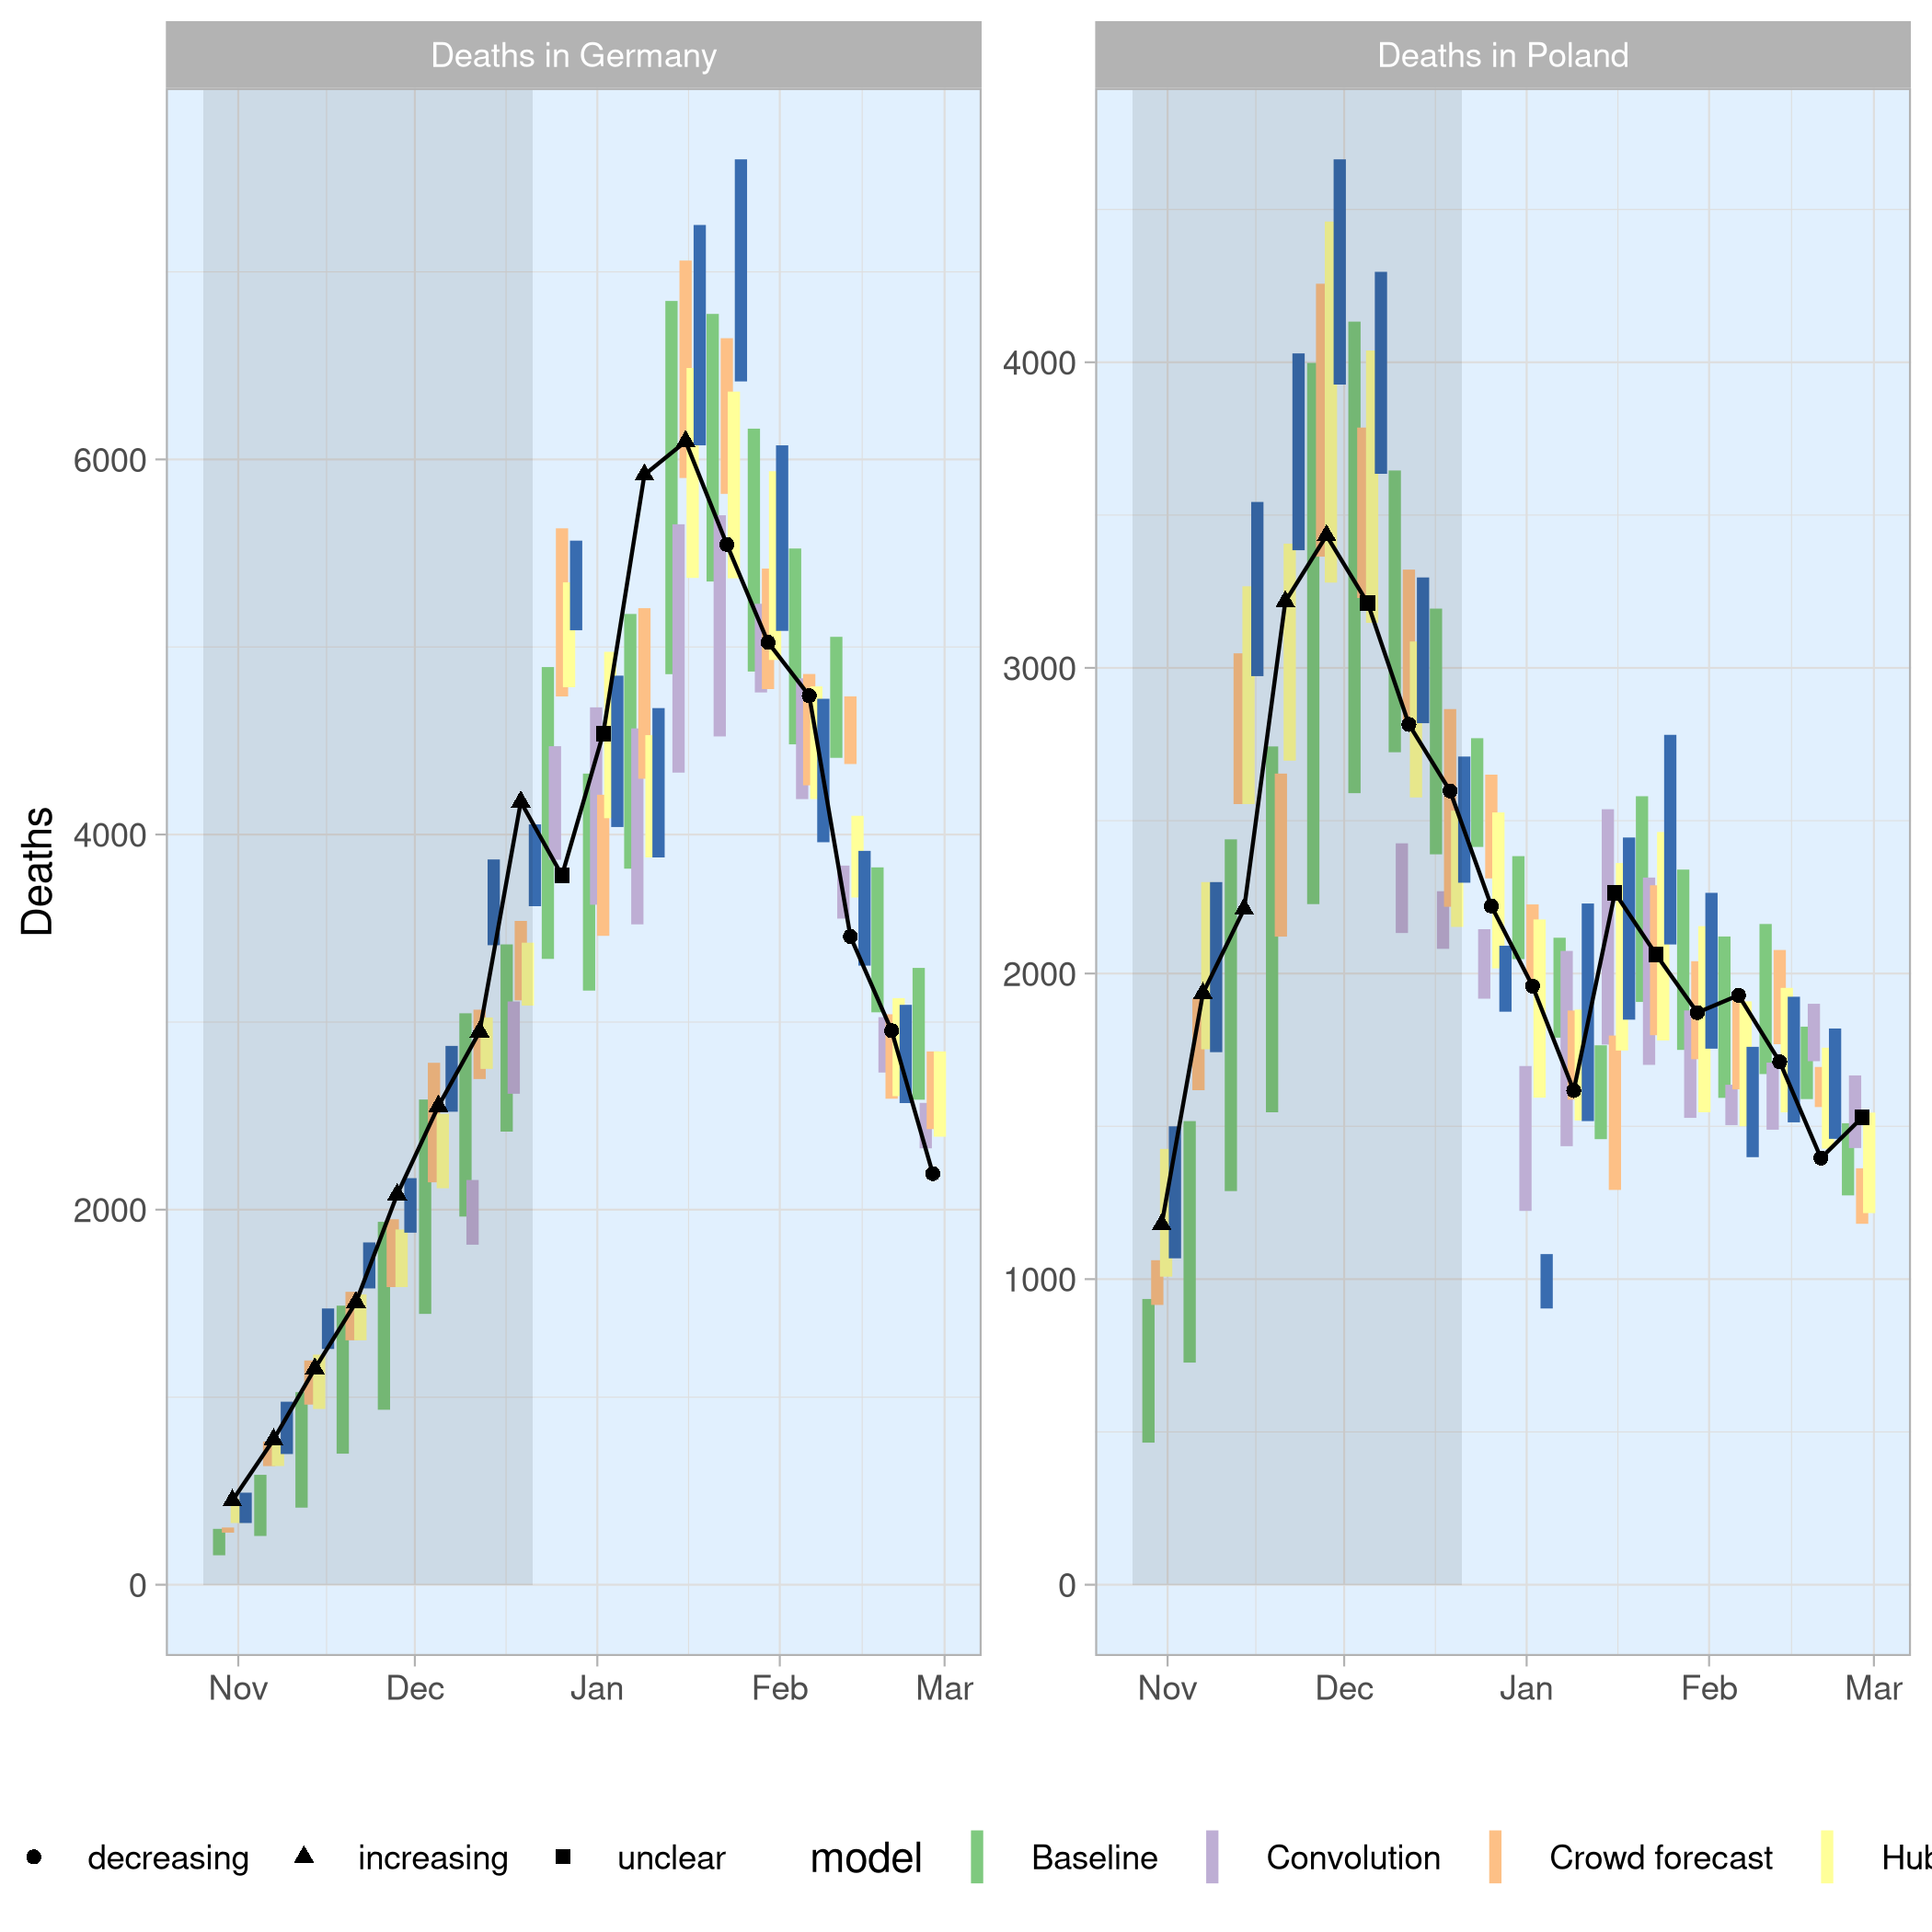 Deaths in Germany
Deaths in Poland
Deaths
6000
4000
2000
0
4000
3000
2000
1000
0
Nov Dec Jan Feb Mar
Nov Dec Jan Feb Mar
decreasing increasing unclear model Baseline Convolution Crowd forecast Hub